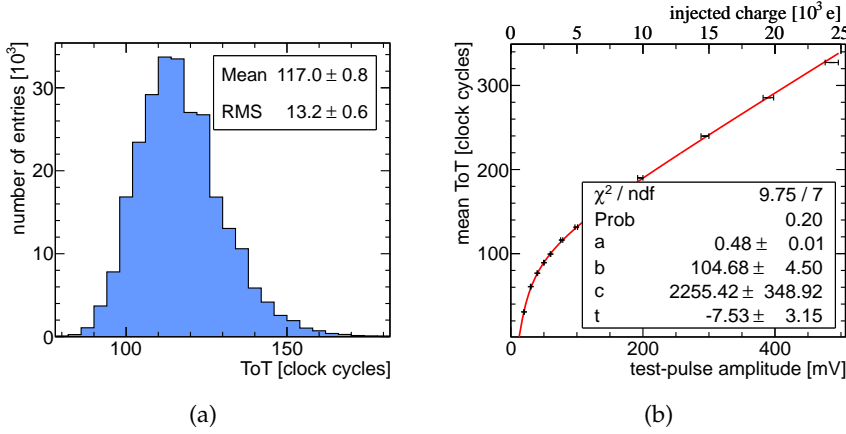 number of entries [10³]
30
20
10
0
Mean 117.0 ± 0.8
RMS 13.2 ± 0.6
100 150
ToT [clock cycles]
(a)
injected charge [10³ e]
0 5 10 15 20 25
mean ToT [clock cycles]
300
200
100
χ² / ndf 9.75 / 7
Prob 0.20
a 0.48 ± 0.01
b 104.68 ± 4.50
c 2255.42 ± 348.92
t -7.53 ± 3.15
0 200 400
test-pulse amplitude [mV]
(b)